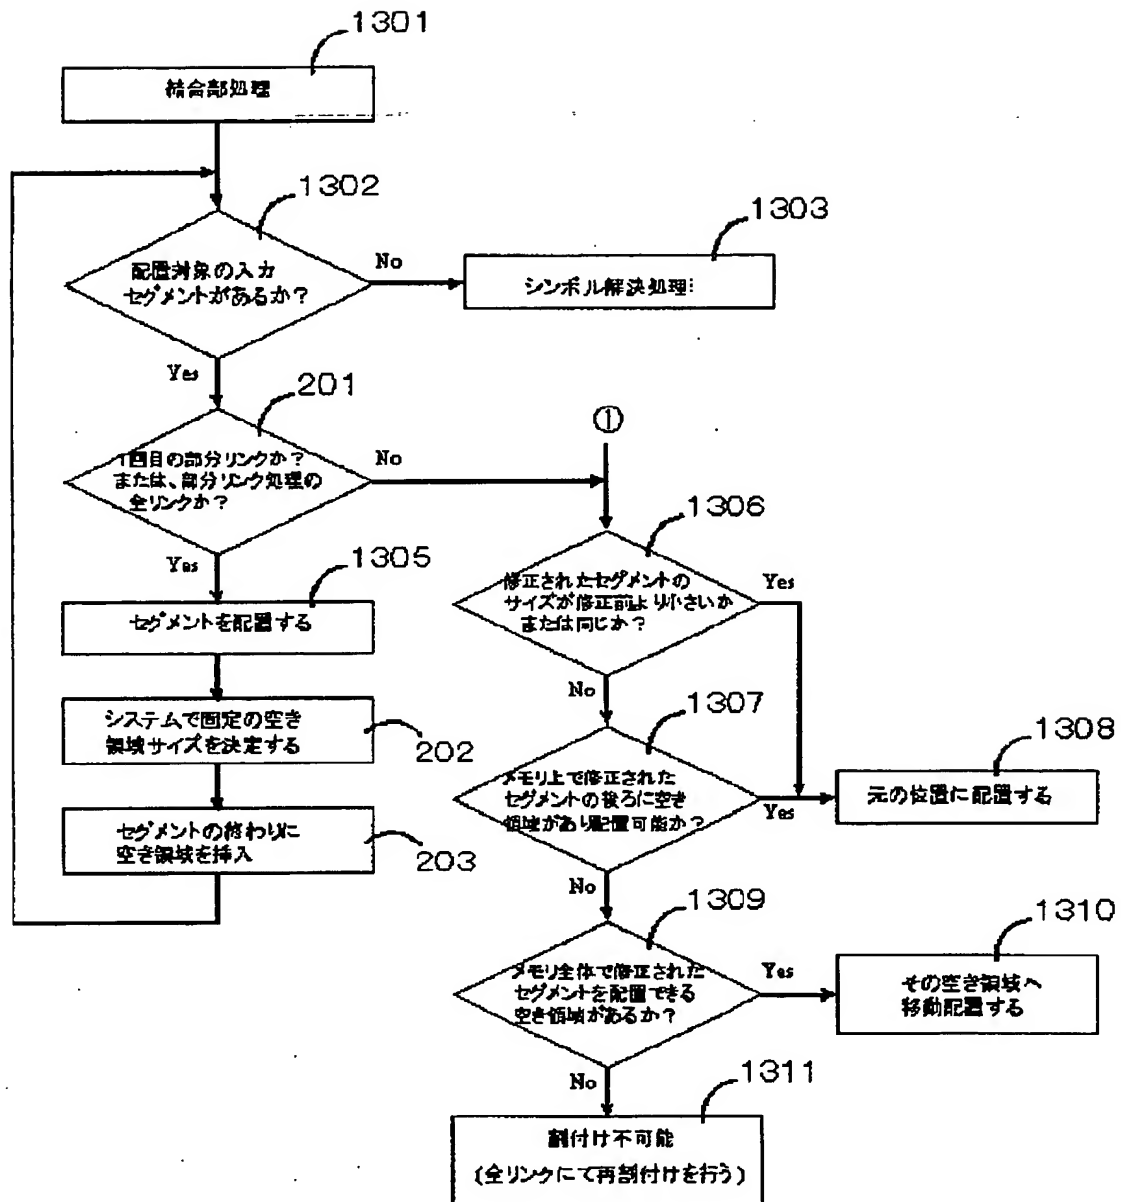 1301
結合部処理
1302
配置対象の入力
セグメントがあるか?
No
1303
シンボル解決処理
Yes
201
1回目の部分リンクか?
または、部分リンク処理の
全リンクか?
No
①
Yes
1305
セグメントを配置する
システムで固定の空き
領域サイズを決定する
202
セグメントの終わりに
空き領域を挿入
203
1306
修正されたセグメントの
サイズが修正前より小さいか
または同じか?
Yes
No
1307
メモリ上で修正された
セグメントの後ろに空き
領域があり配置可能か?
Yes
1308
元の位置に配置する
No
1309
メモリ全体で修正された
セグメントを配置できる
空き領域があるか?
Yes
1310
その空き領域へ
移動配置する
No
1311
割付け不可能
(全リンクにて再割付けを行う)